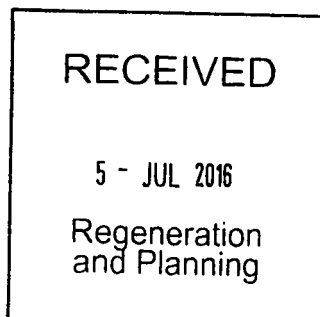 RECEIVED
5 - JUL 2016
Regeneration
and Planning